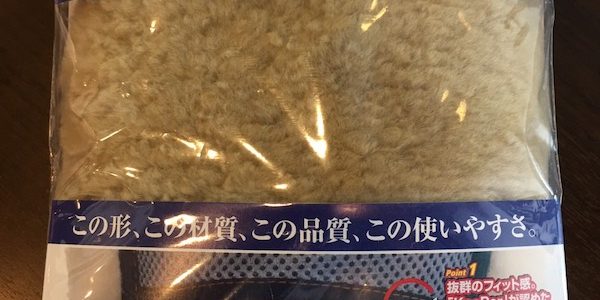 この形、この材質、この品質、この使いやすさ。
Point 1
抜群のフィット感。